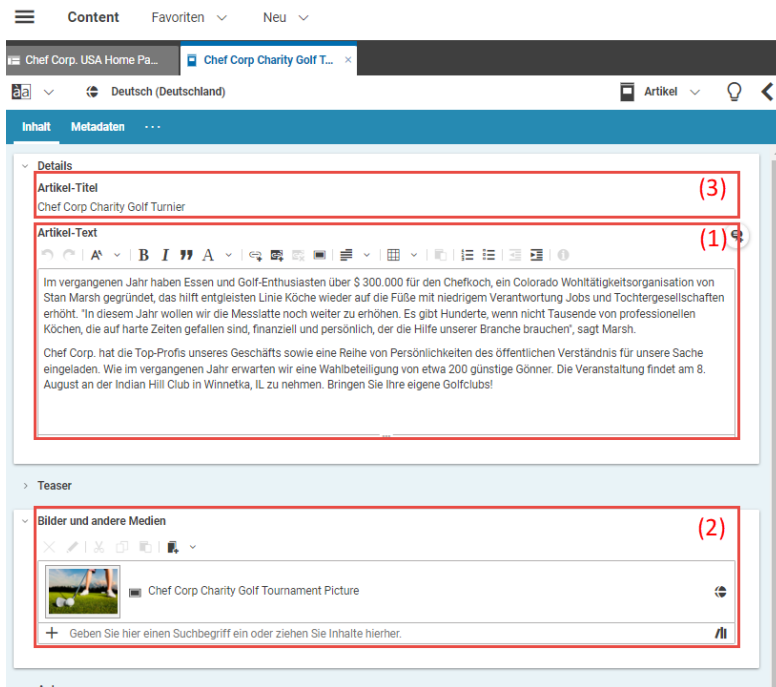 Content Favoriten Neu
Chef Corp. USA Home Pa... Chef Corp Charity Golf T... ×
àa Deutsch (Deutschland) Artikel
Inhalt Metadaten ...
Details
Artikel-Titel (3)
Chef Corp Charity Golf Turnier
Artikel-Text (1)
B I A
Im vergangenen Jahr haben Essen und Golf-Enthusiasten über $ 300.000 für den Chefkoch, ein Colorado Wohltätigkeitsorganisation von
Stan Marsh gegründet, das hilft entgleisten Linie Köche wieder auf die Füße mit niedrigem Verantwortung Jobs und Tochtergesellschaften
erhöht. "In diesem Jahr wollen wir die Messlatte noch weiter zu erhöhen. Es gibt Hunderte, wenn nicht Tausende von professionellen
Köchen, die auf harte Zeiten gefallen sind, finanziell und persönlich, der die Hilfe unserer Branche brauchen", sagt Marsh.
Chef Corp. hat die Top-Profis unseres Geschäfts sowie eine Reihe von Persönlichkeiten des öffentlichen Verständnis für unsere Sache
eingeladen. Wie im vergangenen Jahr erwarten wir eine Wahlbeteiligung von etwa 200 günstige Gönner. Die Veranstaltung findet am 8.
August an der Indian Hill Club in Winnetka, IL zu nehmen. Bringen Sie Ihre eigene Golfclubs!
Teaser
Bilder und andere Medien (2)
Chef Corp Charity Golf Tournament Picture
Geben Sie hier einen Suchbegriff ein oder ziehen Sie Inhalte hierher.